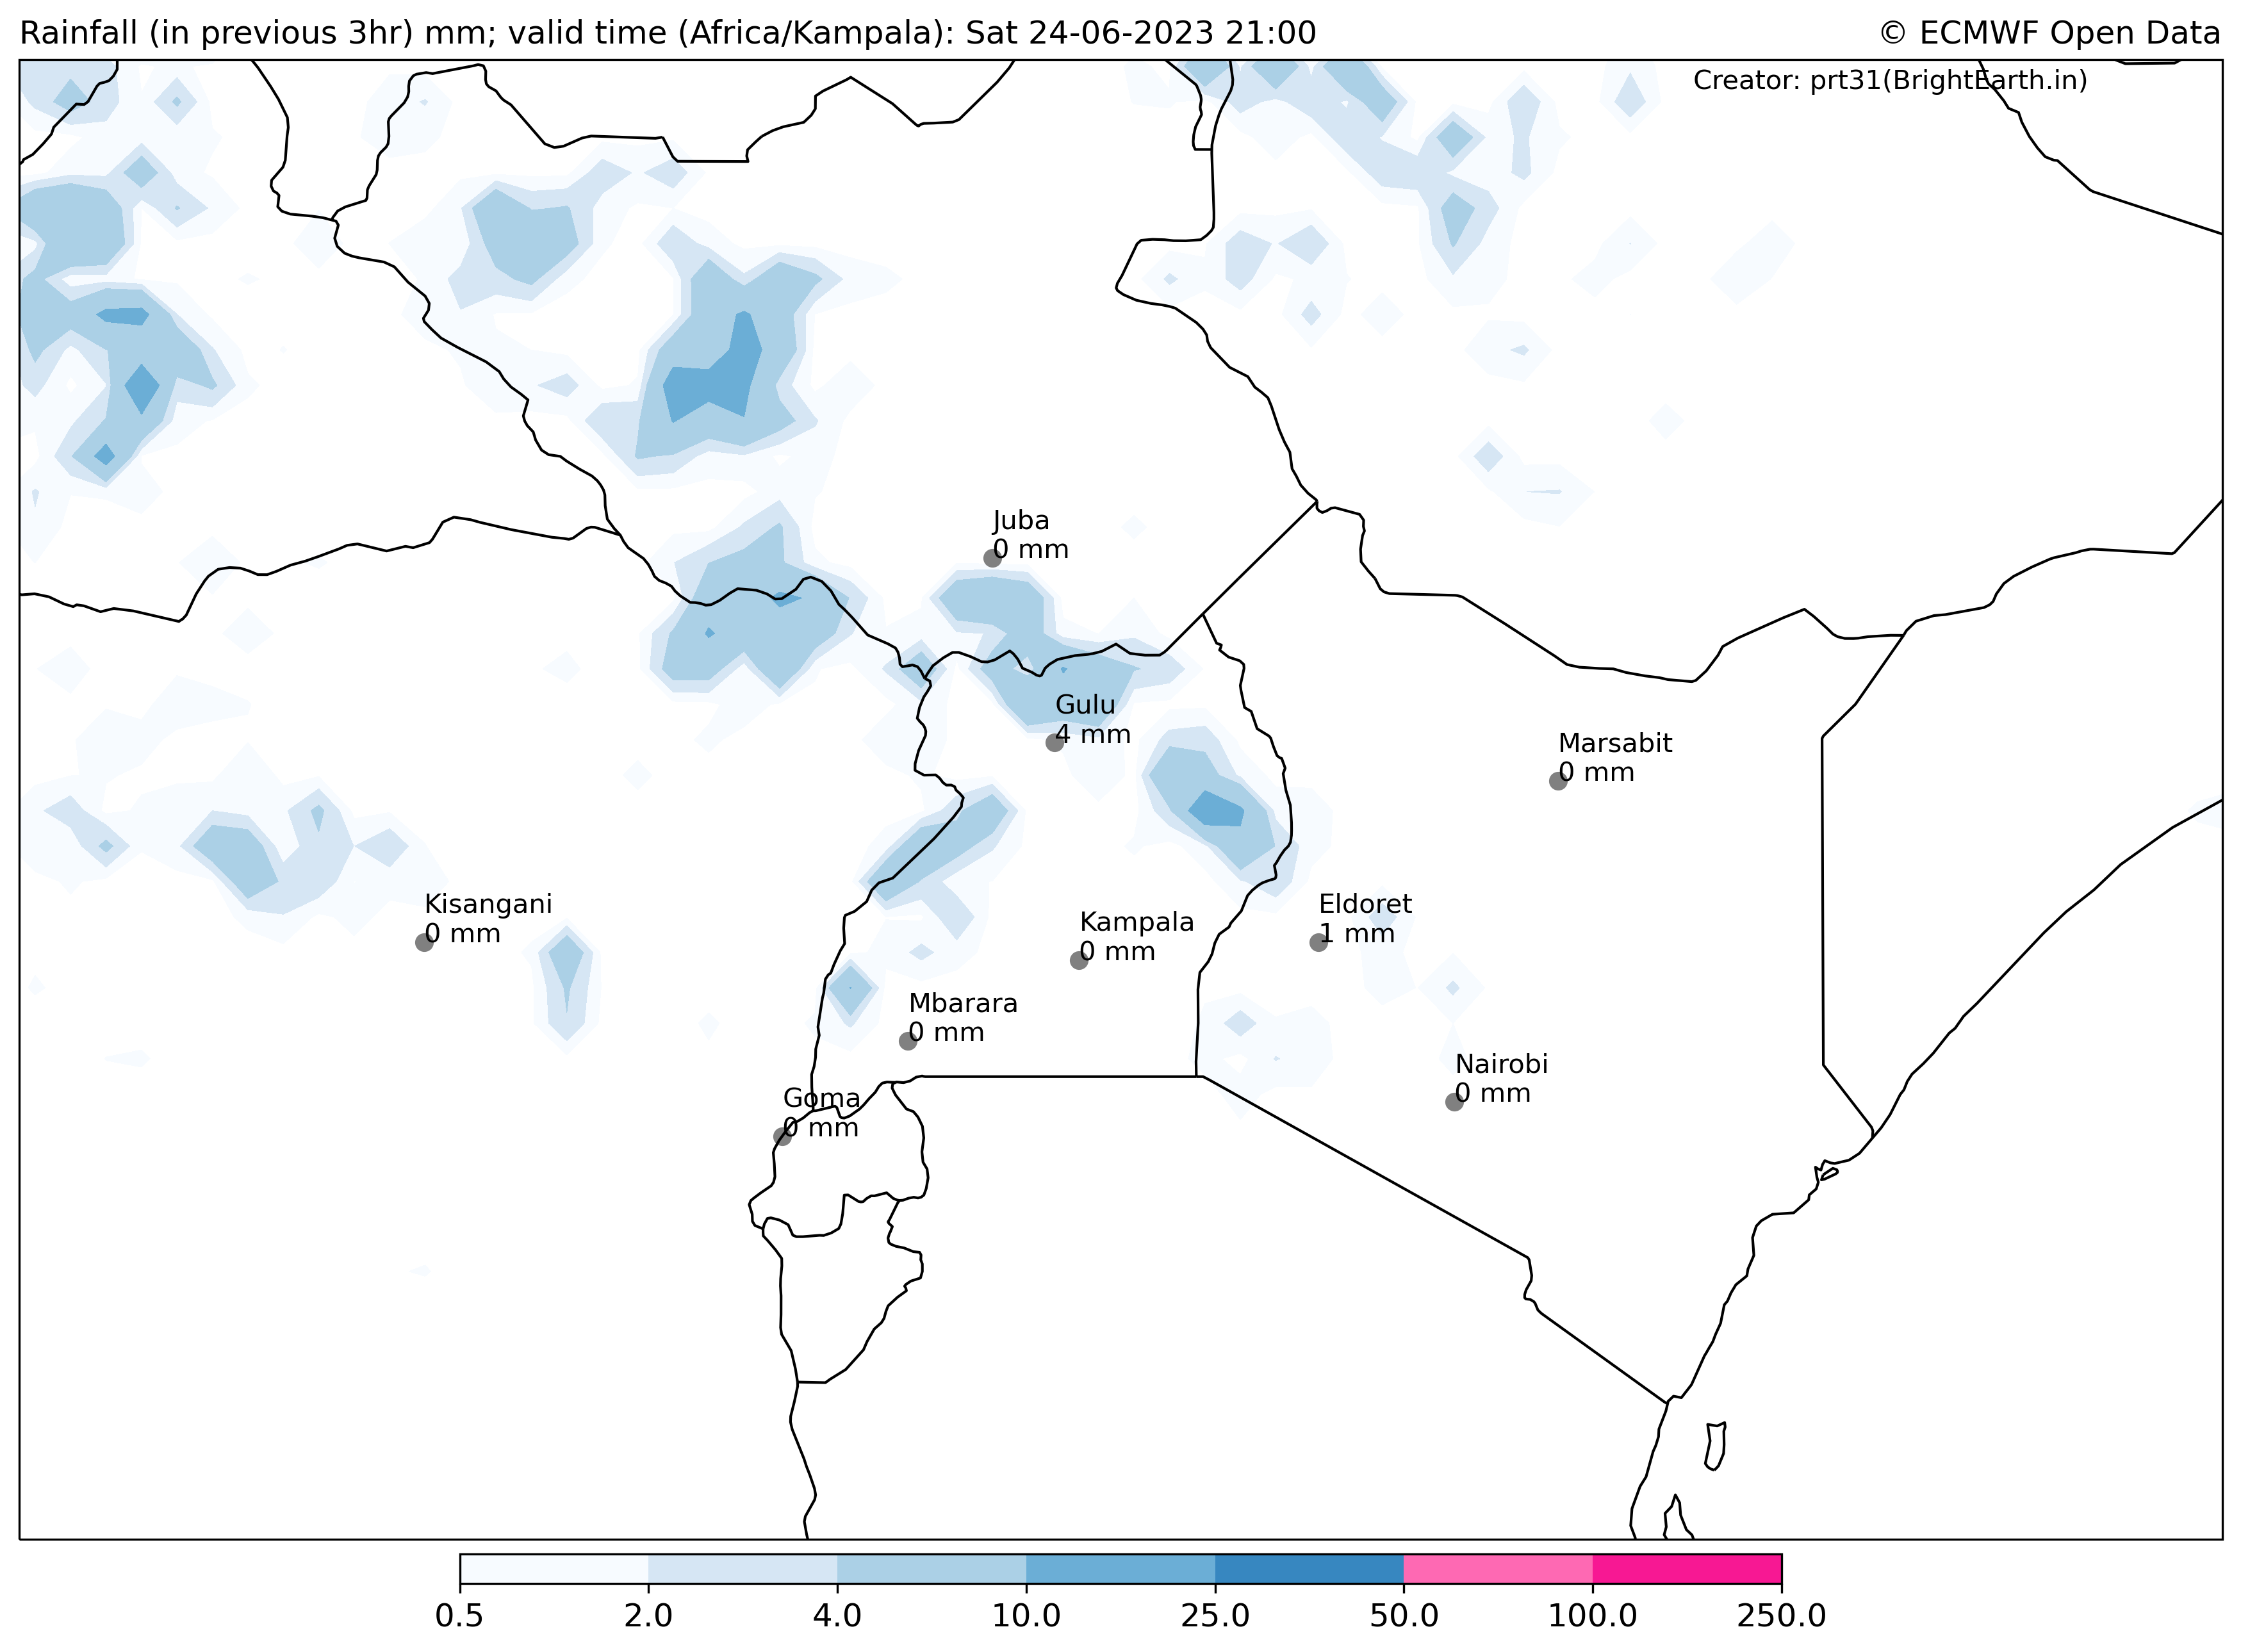 Rainfall (in previous 3hr) mm; valid time (Africa/Kampala): Sat 24-06-2023 21:00
© ECMWF Open Data
Creator: prt31(BrightEarth.in)
Juba
0 mm
Gulu
4 mm
Marsabit
0 mm
Kisangani
0 mm
Eldoret
1 mm
Kampala
0 mm
Mbarara
0 mm
Nairobi
0 mm
Goma
0 mm
0.5 2.0 4.0 10.0 25.0 50.0 100.0 250.0